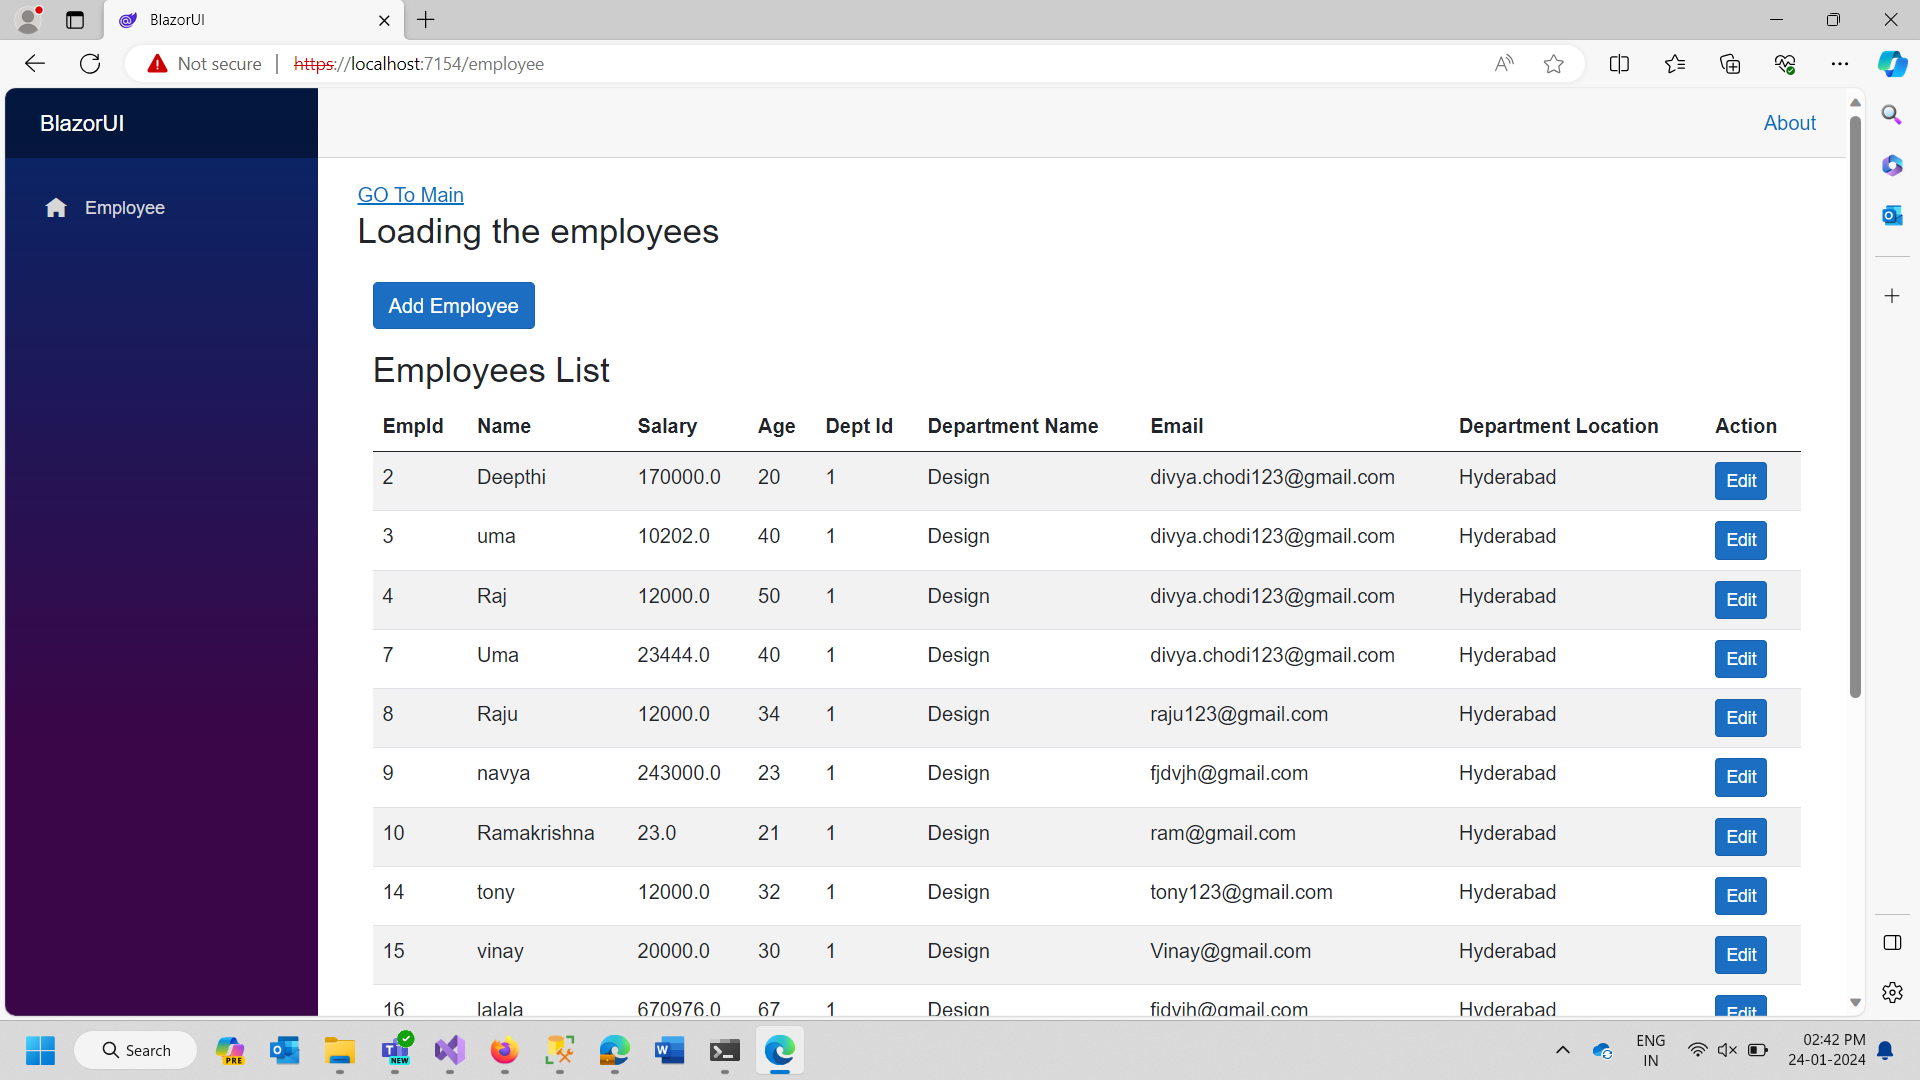 BlazorUI
Not secure https://localhost:7154/employee
BlazorUI
About
Employee
GO To Main
Loading the employees
Add Employee
Employees List
EmpId Name Salary Age Dept Id Department Name Email Department Location Action
2 Deepthi 170000.0 20 1 Design divya.chodi123@gmail.com Hyderabad Edit
3 uma 10202.0 40 1 Design divya.chodi123@gmail.com Hyderabad Edit
4 Raj 12000.0 50 1 Design divya.chodi123@gmail.com Hyderabad Edit
7 Uma 23444.0 40 1 Design divya.chodi123@gmail.com Hyderabad Edit
8 Raju 12000.0 34 1 Design raju123@gmail.com Hyderabad Edit
9 navya 243000.0 23 1 Design fjdvjh@gmail.com Hyderabad Edit
10 Ramakrishna 23.0 21 1 Design ram@gmail.com Hyderabad Edit
14 tony 12000.0 32 1 Design tony123@gmail.com Hyderabad Edit
15 vinay 20000.0 30 1 Design Vinay@gmail.com Hyderabad Edit
16 lalala 670976.0 67 1 Design fjdvjh@gmail.com Hyderabad Edit
Search PRE NEW ENG 02:42 PM
IN 24-01-2024